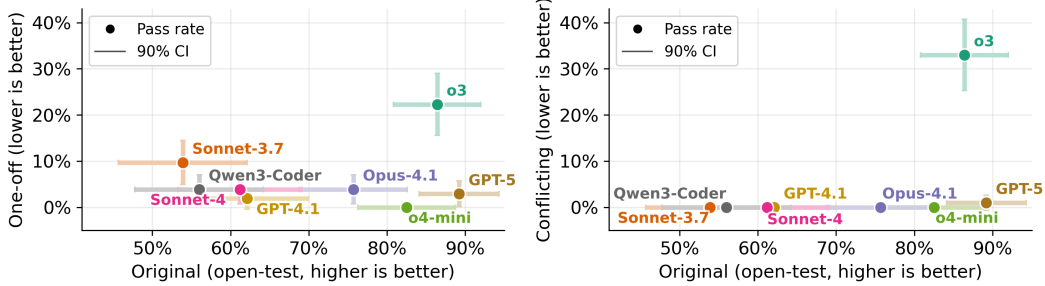 One-off (lower is better)
40%
30%
20%
10%
0%
Pass rate
90% CI
o3
Sonnet-3.7
Qwen3-Coder
Opus-4.1
GPT-5
Sonnet-4
GPT-4.1
o4-mini
50%
60%
70%
80%
90%
Original (open-test, higher is better)
Conflicting (lower is better)
40%
30%
20%
10%
0%
Pass rate
90% CI
o3
Qwen3-Coder
GPT-4.1
Opus-4.1
GPT-5
Sonnet-3.7
Sonnet-4
o4-mini
50%
60%
70%
80%
90%
Original (open-test, higher is better)